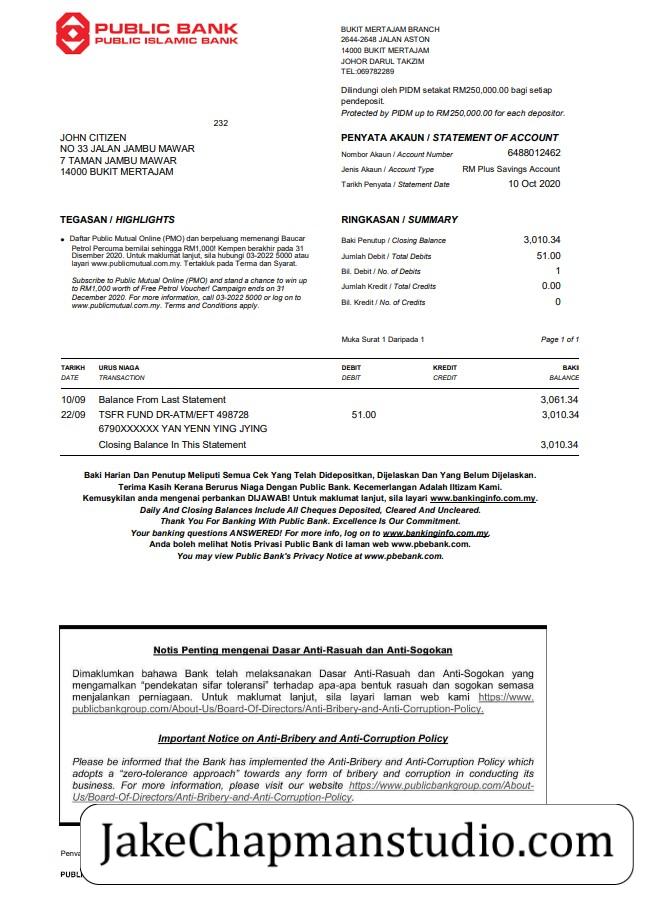 PUBLIC BANK
PUBLIC ISLAMIC BANK
BUKIT MERTAJAM BRANCH
2644-2648 JALAN ASTON
14000 BUKIT MERTAJAM
JOHOR DARUL TAKZIM
TEL:069782289
Dilindungi oleh PIDM setakat RM250,000.00 bagi setiap
pendeposit.
Protected by PIDM up to RM250,000.00 for each depositor.
232
JOHN CITIZEN
NO 33 JALAN JAMBU MAWAR
7 TAMAN JAMBU MAWAR
14000 BUKIT MERTAJAM
PENYATA AKAUN / STATEMENT OF ACCOUNT
Nombor Akaun / Account Number 6488012462
Jenis Akaun / Account Type RM Plus Savings Account
Tarikh Penyata / Statement Date 10 Oct 2020
TEGASAN / HIGHLIGHTS
• Daftar Public Mutual Online (PMO) dan berpeluang memenangi Baucar
Petrol Percuma bernilai sehingga RM1,000! Kempen berakhir pada 31
Disember 2020. Untuk maklumat lanjut, sila hubungi 03-2022 5000 atau
layari www.publicmutual.com.my. Tertakluk pada Terma dan Syarat.
Subscribe to Public Mutual Online (PMO) and stand a chance to win up
to RM1,000 worth of Free Petrol Voucher! Campaign ends on 31
December 2020. For more information, call 03-2022 5000 or log on to
www.publicmutual.com.my. Terms and Conditions apply.
RINGKASAN / SUMMARY
Baki Penutup / Closing Balance 3,010.34
Jumlah Debit / Total Debits 51.00
Bil. Debit / No. of Debits 1
Jumlah Kredit / Total Credits 0.00
Bil. Kredit / No. of Credits 0
Muka Surat 1 Daripada 1 Page 1 of 1
TARIKH URUS NIAGA DEBIT KREDIT BAKI
DATE TRANSACTION DEBIT CREDIT BALANCE
10/09 Balance From Last Statement 3,061.34
22/09 TSFR FUND DR-ATM/EFT 498728 51.00 3,010.34
6790XXXXXX YAN YENN YING JYING
Closing Balance In This Statement 3,010.34
Baki Harian Dan Penutup Meliputi Semua Cek Yang Telah Didepositkan, Dijelaskan Dan Yang Belum Dijelaskan.
Terima Kasih Kerana Berurus Niaga Dengan Public Bank. Kecemerlangan Adalah Iltizam Kami.
Kemusykilan anda mengenai perbankan DIJAWAB! Untuk maklumat lanjut, sila layari www.bankinginfo.com.my.
Daily And Closing Balances Include All Cheques Deposited, Cleared And Uncleared.
Thank You For Banking With Public Bank. Excellence Is Our Commitment.
Your banking questions ANSWERED! For more info, log on to www.bankinginfo.com.my.
Anda boleh melihat Notis Privasi Public Bank di laman web www.pbebank.com.
You may view Public Bank's Privacy Notice at www.pbebank.com.
Notis Penting mengenai Dasar Anti-Rasuah dan Anti-Sogokan
Dimaklumkan bahawa Bank telah melaksanakan Dasar Anti-Rasuah dan Anti-Sogokan yang
mengamalkan “pendekatan sifar toleransi” terhadap apa-apa bentuk rasuah dan sogokan semasa
menjalankan perniagaan. Untuk maklumat lanjut, sila layari laman web kami https://www.
publicbankgroup.com/About-Us/Board-Of-Directors/Anti-Bribery-and-Anti-Corruption-Policy.
Important Notice on Anti-Bribery and Anti-Corruption Policy
Please be informed that the Bank has implemented the Anti-Bribery and Anti-Corruption Policy which
adopts a “zero-tolerance approach” towards any form of bribery and corruption in conducting its
business. For more information, please visit our website https://www.publicbankgroup.com/About-
Us/Board-Of-Directors/Anti-Bribery-and-Anti-Corruption-Policy.
JakeChapmanstudio.com